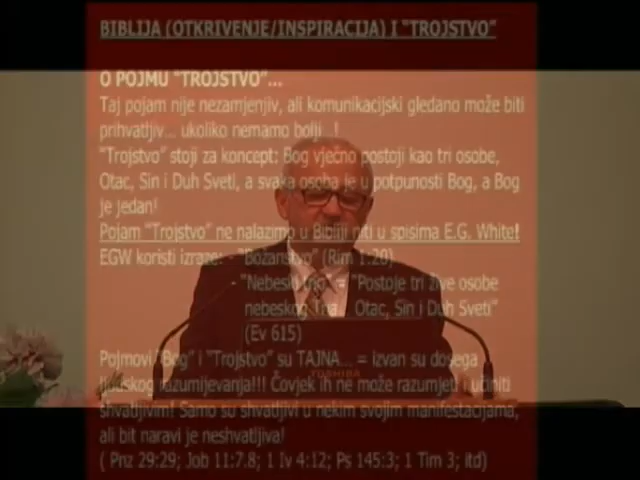 BIBLIJA (OTKRIVENJE/INSPIRACIJA) I "TROJSTVO"
O POJMU "TROJSTVO"...
Taj pojam nije nezamjenjiv, ali komunikacijski gledano može biti
prihvatljiv... ukoliko nemamo bolji...!
"Trojstvo" stoji za koncept: Bog vječno postoji kao tri osobe,
Otac, Sin i Duh Sveti, a svaka osoba je u potpunosti Bog, a Bog
je jedan!
Pojam "Trojstvo" ne nalazimo u Bibliji niti u spisima E.G. White!
EGW koristi izraze: - "Božanstvo" (Rim 1:20)
- "Nebeski trio" = "Postoje tri žive osobe
nebeskog Otac, Sin i Duh Sveti"
(Ev 615)
Pojmovi "Bog" i "Trojstvo" su TAJNA... = izvan su dosega
ljudskog razumijevanja!!! Čovjek ih ne može razumjeti i učiniti
TOSHIBA
shvatljivim! Samo su shvatljivi u nekim svojim manifestacijama,
ali bit naravi je neshvatljiva!
( Pnz 29:29; Job 11:7.8; 1 Iv 4:12; Ps 145:3; 1 Tim 3; itd)